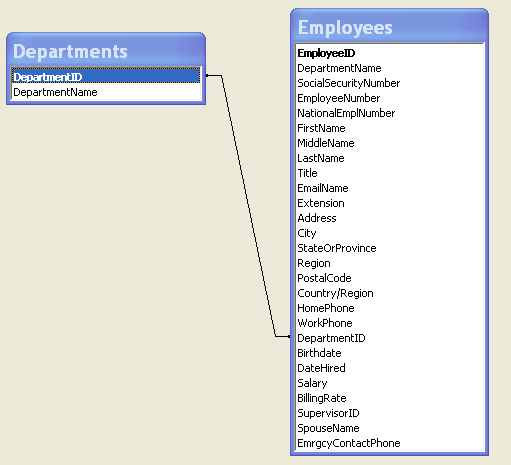 Departments
DepartmentID
DepartmentName
Employees
EmployeeID
DepartmentName
SocialSecurityNumber
EmployeeNumber
NationalEmplNumber
FirstName
MiddleName
LastName
Title
EmailName
Extension
Address
City
StateOrProvince
Region
PostalCode
Country/Region
HomePhone
WorkPhone
DepartmentID
Birthdate
DateHired
Salary
BillingRate
SupervisorID
SpouseName
EmrgcyContactPhone